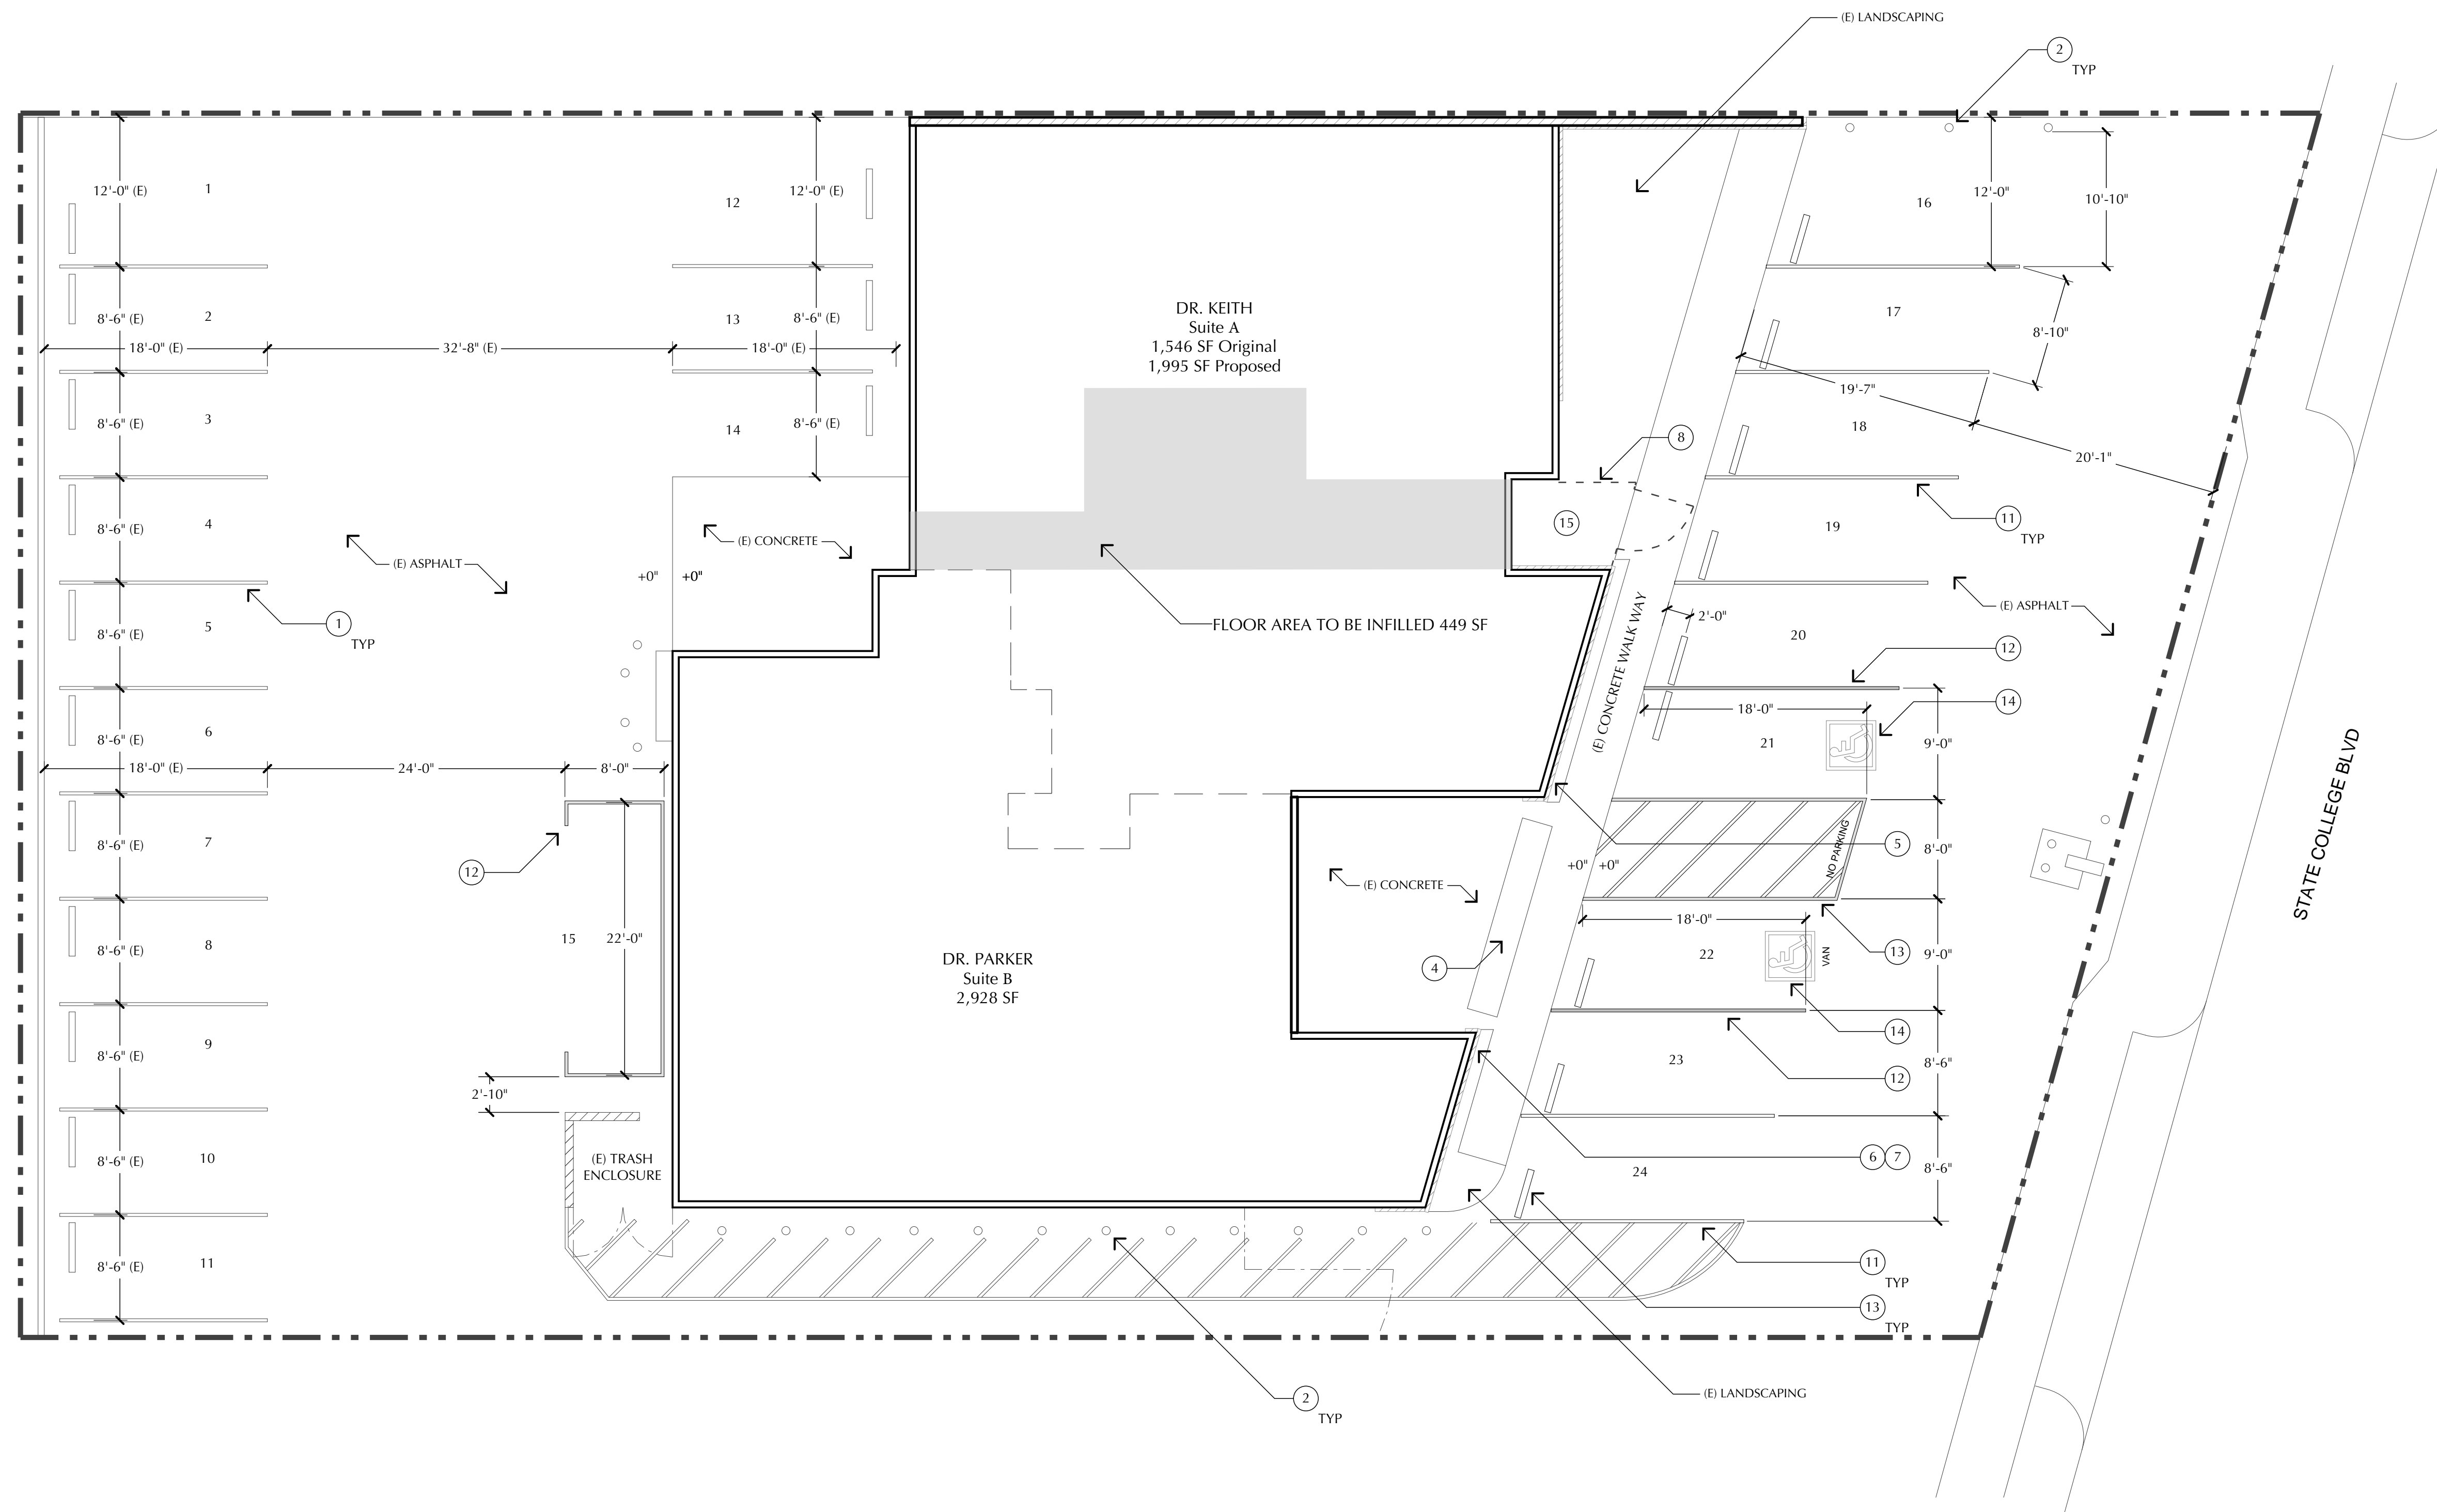 (E) LANDSCAPING
2
TYP
12'-0" (E)
1
12
12'-0" (E)
16
12'-0"
10'-10"
8'-6" (E)
2
13
8'-6" (E)
DR. KEITH
Suite A
1,546 SF Original
1,995 SF Proposed
17
8'-10"
18'-0" (E)
32'-8" (E)
18'-0" (E)
19'-7"
8'-6" (E)
3
14
8'-6" (E)
8
18
20'-1"
8'-6" (E)
4
(E) CONCRETE
15
19
11
TYP
(E) ASPHALT
+0"
+0"
1
TYP
8'-6" (E)
5
FLOOR AREA TO BE INFILLED 449 SF
(E) CONCRETE WALK WAY
2'-0"
20
(E) ASPHALT
12
14
18'-0"
8'-6" (E)
6
21
9'-0"
18'-0" (E)
24'-0"
8'-0"
STATE COLLEGE BLVD
8'-6" (E)
7
12
NO PARKING
5
8'-0"
+0"
+0"
(E) CONCRETE
8'-6" (E)
8
15
22'-0"
DR. PARKER
Suite B
2,928 SF
4
18'-0"
22
VAN
13
9'-0"
14
8'-6" (E)
9
2'-10"
23
12
8'-6"
8'-6" (E)
10
(E) TRASH
ENCLOSURE
24
6
7
8'-6"
8'-6" (E)
11
11
TYP
13
TYP
2
TYP
(E) LANDSCAPING